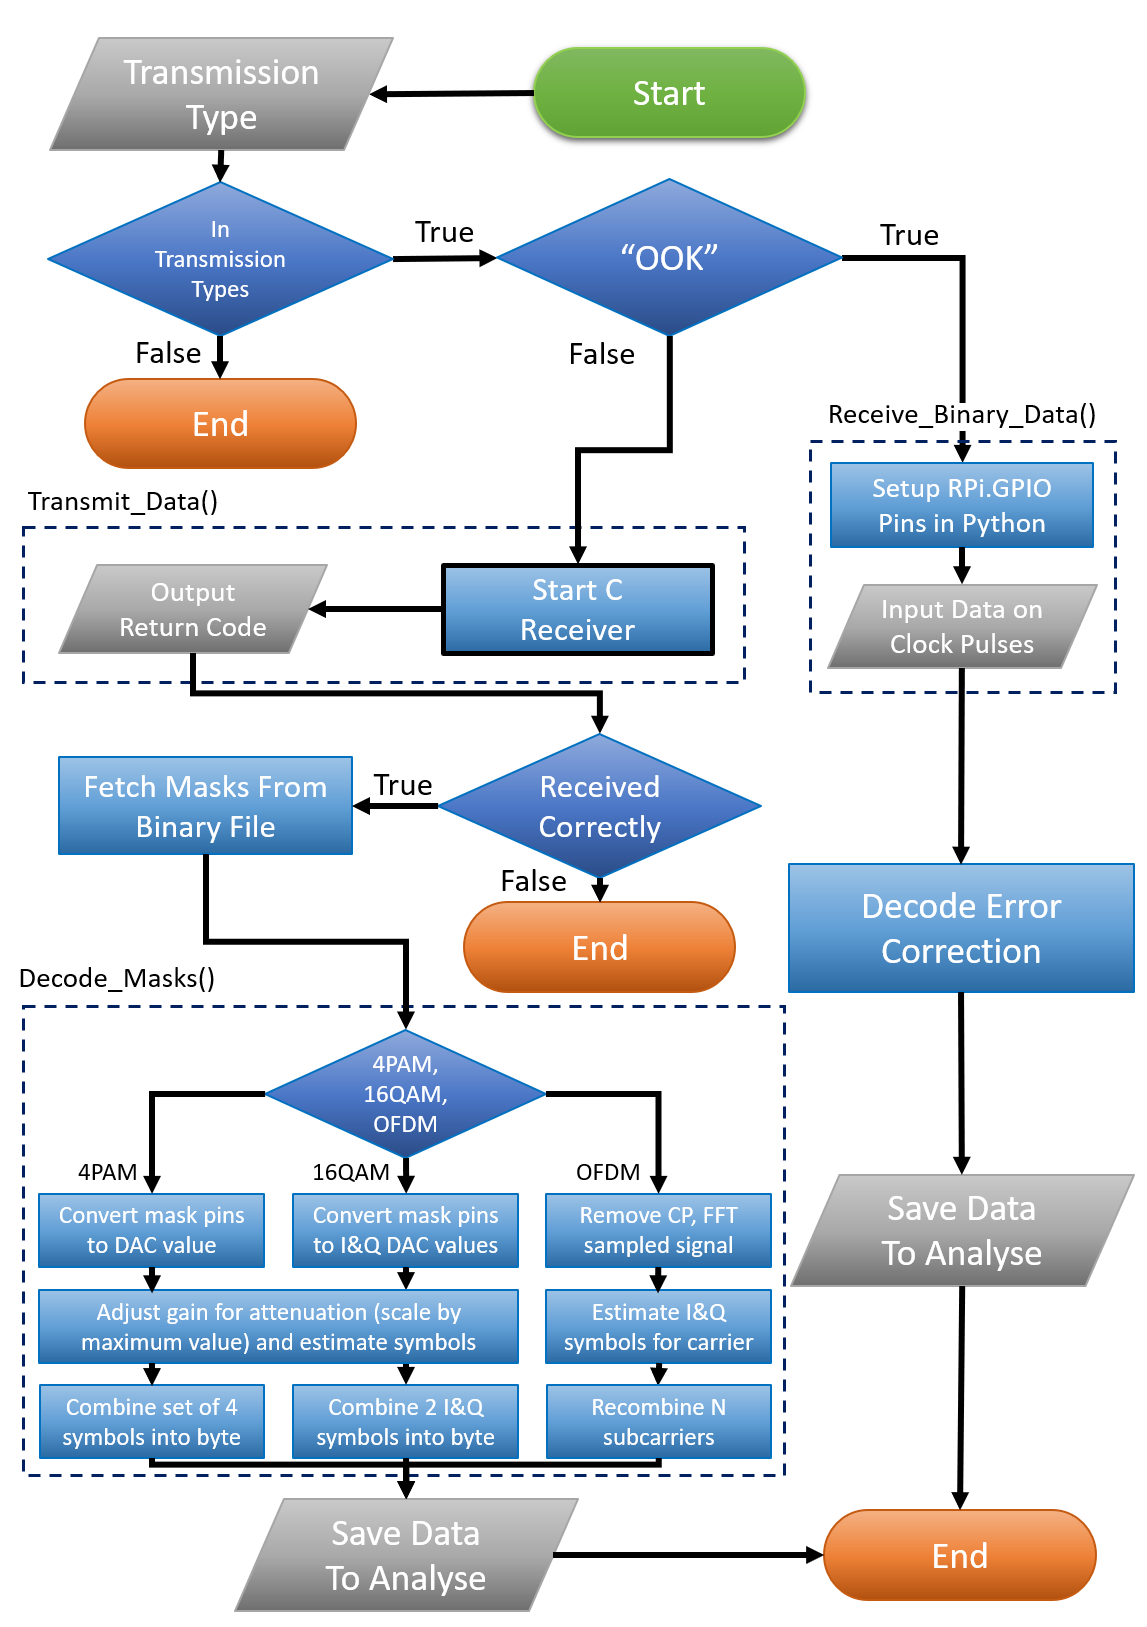 Transmission
Type
Start
In
Transmission
Types
True
"OOK"
True
False
End
False
Receive_Binary_Data()
Setup RPi.GPIO
Pins in Python
Input Data on
Clock Pulses
Transmit_Data()
Output
Return Code
Start C
Receiver
Fetch Masks From
Binary File
True
Received
Correctly
False
End
Decode Error
Correction
Decode_Masks()
4PAM,
16QAM,
OFDM
4PAM
16QAM
OFDM
Convert mask pins
to DAC value
Convert mask pins
to I&Q DAC values
Remove CP, FFT
sampled signal
Adjust gain for attenuation (scale by
maximum value) and estimate symbols
Estimate I&Q
symbols for carrier
Combine set of 4
symbols into byte
Combine 2 I&Q
symbols into byte
Recombine N
subcarriers
Save Data
To Analyse
Save Data
To Analyse
End